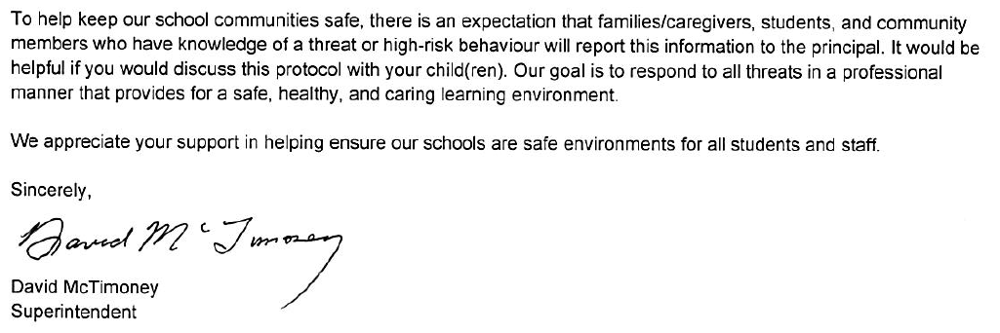 To help keep our school communities safe, there is an expectation that families/caregivers, students, and community
members who have knowledge of a threat or high-risk behaviour will report this information to the principal. It would be
helpful if you would discuss this protocol with your child(ren). Our goal is to respond to all threats in a professional
manner that provides for a safe, healthy, and caring learning environment.
We appreciate your support in helping ensure our schools are safe environments for all students and staff.
Sincerely,
David McTimoney
David McTimoney
Superintendent